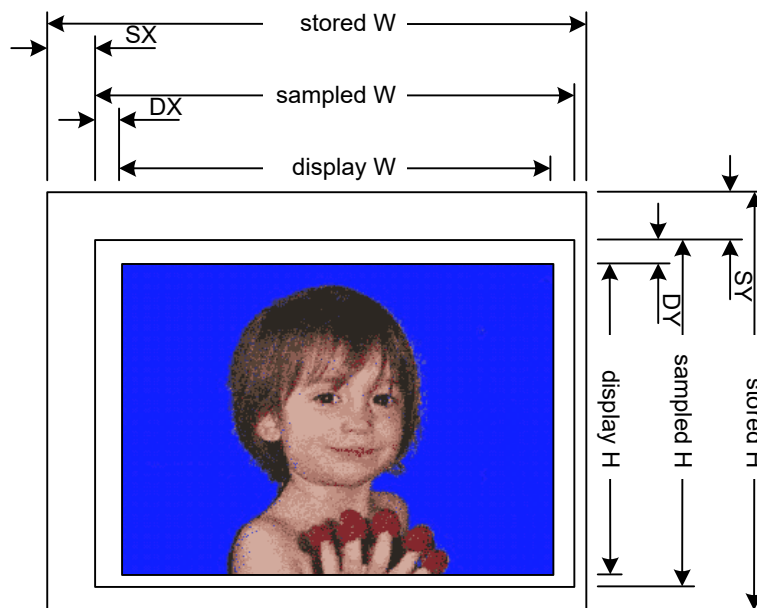 stored W
SX
sampled W
DX
display W
SY
DY
display H
sampled H
stored H